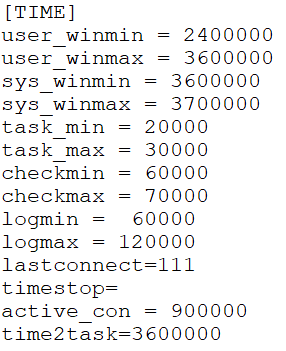 [TIME]
user_winmin = 2400000
user_winmax = 3600000
sys_winmin = 3600000
sys_winmax = 3700000
task_min = 20000
task_max = 30000
checkmin = 60000
checkmax = 70000
logmin =  60000
logmax = 120000
lastconnect=111
timestop=
active_con = 900000
time2task=3600000